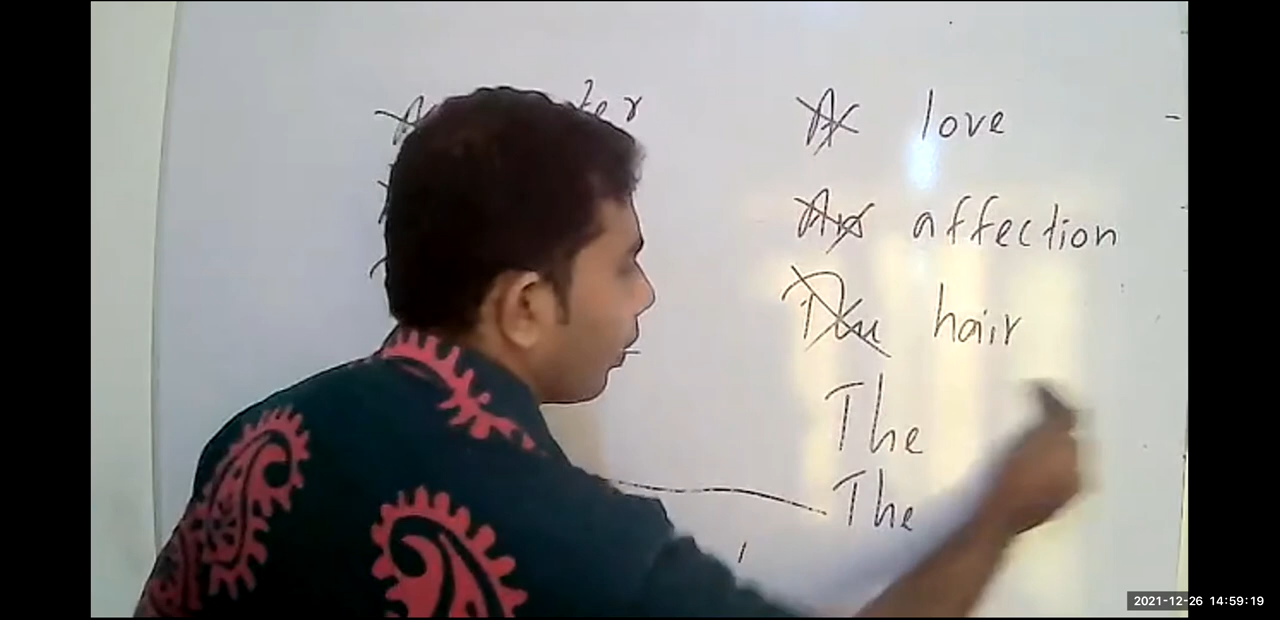 A love
An affection
The hair
The
The
2021-12-26 14:59:19